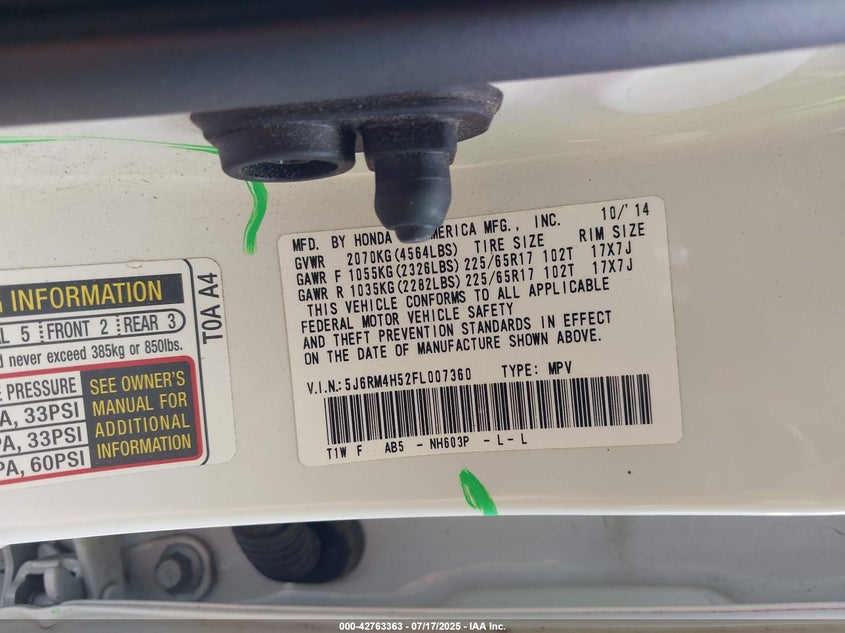 MFD. BY HONDA MERICA MFG., INC. 10/'14
GVWR 2070KG(4564LBS) TIRE SIZE RIM SIZE
GAWR F 1055KG(2326LBS)225/65R17 102T 17X7J
GAWR R 1035KG(2282LBS)225/65R17 102T 17X7J
THIS VEHICLE CONFORMS TO ALL APPLICABLE
FEDERAL MOTOR VEHICLE SAFETY
AND THEFT PREVENTION STANDARDS IN EFFECT
ON THE DATE OF MANUFACTURE SHOWN ABOVE.
V.I.N:5J6RM4H52FL007360 TYPE: MPV
T1W F AB5 - NH603P - L- L
INFORMATION
5 FRONT 2 REAR 3
never exceed 385kg or 850lbs.
T0A A4
PRESSURE
33PSI
33PSI
60PSI
SEE OWNER'S
MANUAL FOR
ADDITIONAL
INFORMATION
000-42763363 - 07/17/2025 - IAA Inc.